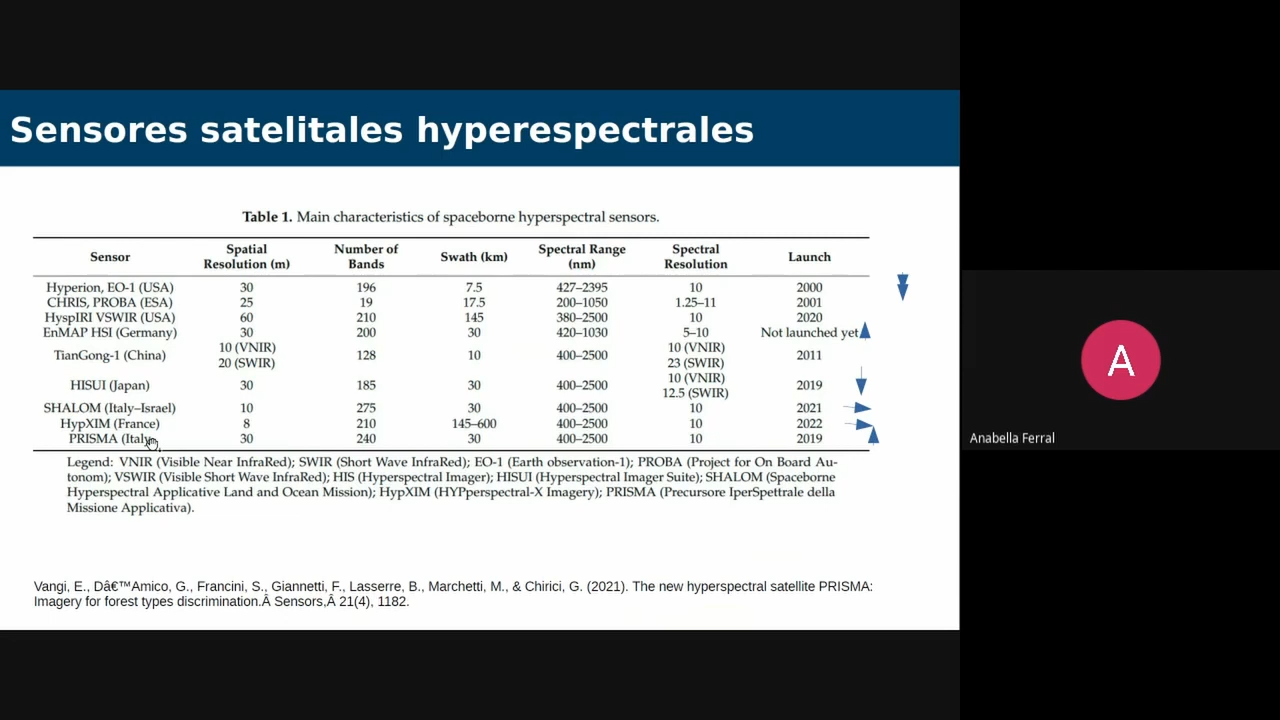 Sensores satelitales hyperespectrales
Table 1. Main characteristics of spaceborne hyperspectral sensors.
Sensor Spatial Resolution (m) Number of Bands Swath (km) Spectral Range (nm) Spectral Resolution Launch
Hyperion, EO-1 (USA) 30 196 7.5 427–2395 10 2000
CHRIS, PROBA (ESA) 25 19 17.5 200–1050 1.25–11 2001
HyspIRI VSWIR (USA) 60 210 145 380–2500 10 2020
EnMAP HSI (Germany) 30 200 30 420–1030 5–10 Not launched yet
TianGong-1 (China) 10 (VNIR) 20 (SWIR) 128 10 400–2500 10 (VNIR) 23 (SWIR) 2011
HISUI (Japan) 30 185 30 400–2500 10 (VNIR) 12.5 (SWIR) 2019
SHALOM (Italy–Israel) 10 275 30 400–2500 10 2021
HypXIM (France) 8 210 145–600 400–2500 10 2022
PRISMA (Italy) 30 240 30 400–2500 10 2019
Legend: VNIR (Visible Near InfraRed); SWIR (Short Wave InfraRed); EO-1 (Earth observation-1); PROBA (Project for On Board Au-
tonom); VSWIR (Visible Short Wave InfraRed); HIS (Hyperspectral Imager); HISUI (Hyperspectral Imager Suite); SHALOM (Spaceborne
Hyperspectral Applicative Land and Ocean Mission); HypXIM (HYPperspectral-X Imagery); PRISMA (Precursore IperSpettrale della
Missione Applicativa).
Vangi, E., Dâ€™Amico, G., Francini, S., Giannetti, F., Lasserre, B., Marchetti, M., & Chirici, G. (2021). The new hyperspectral satellite PRISMA:
Imagery for forest types discrimination.Â Sensors,Â 21(4), 1182.
A
Anabella Ferral